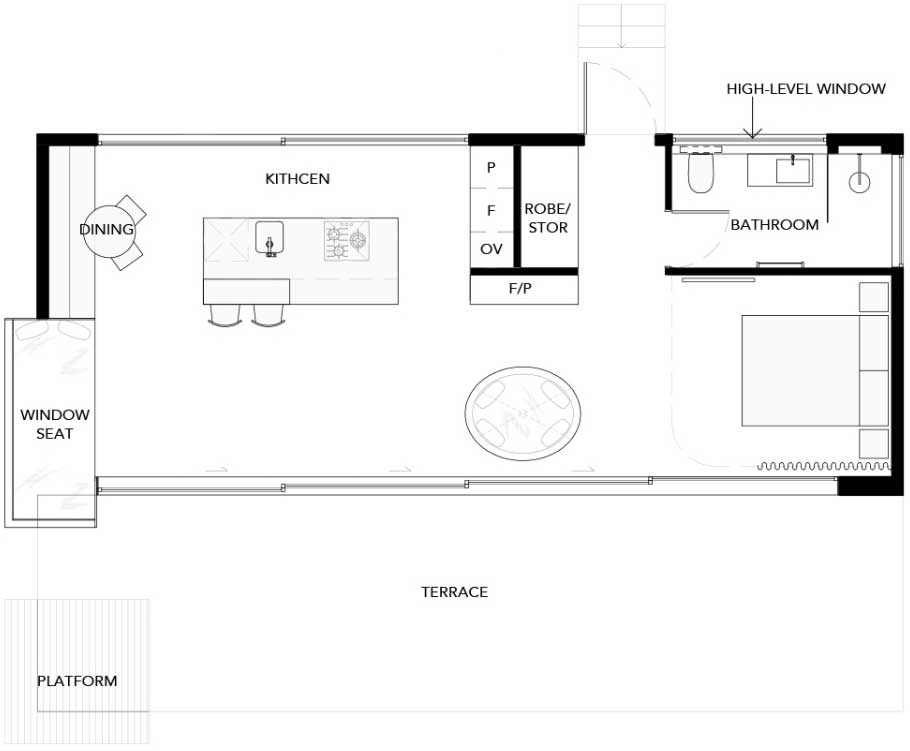 HIGH-LEVEL WINDOW
KITHCEN
P
F
OV
ROBE/
STOR
DINING
BATHROOM
F/P
WINDOW
SEAT
TERRACE
PLATFORM